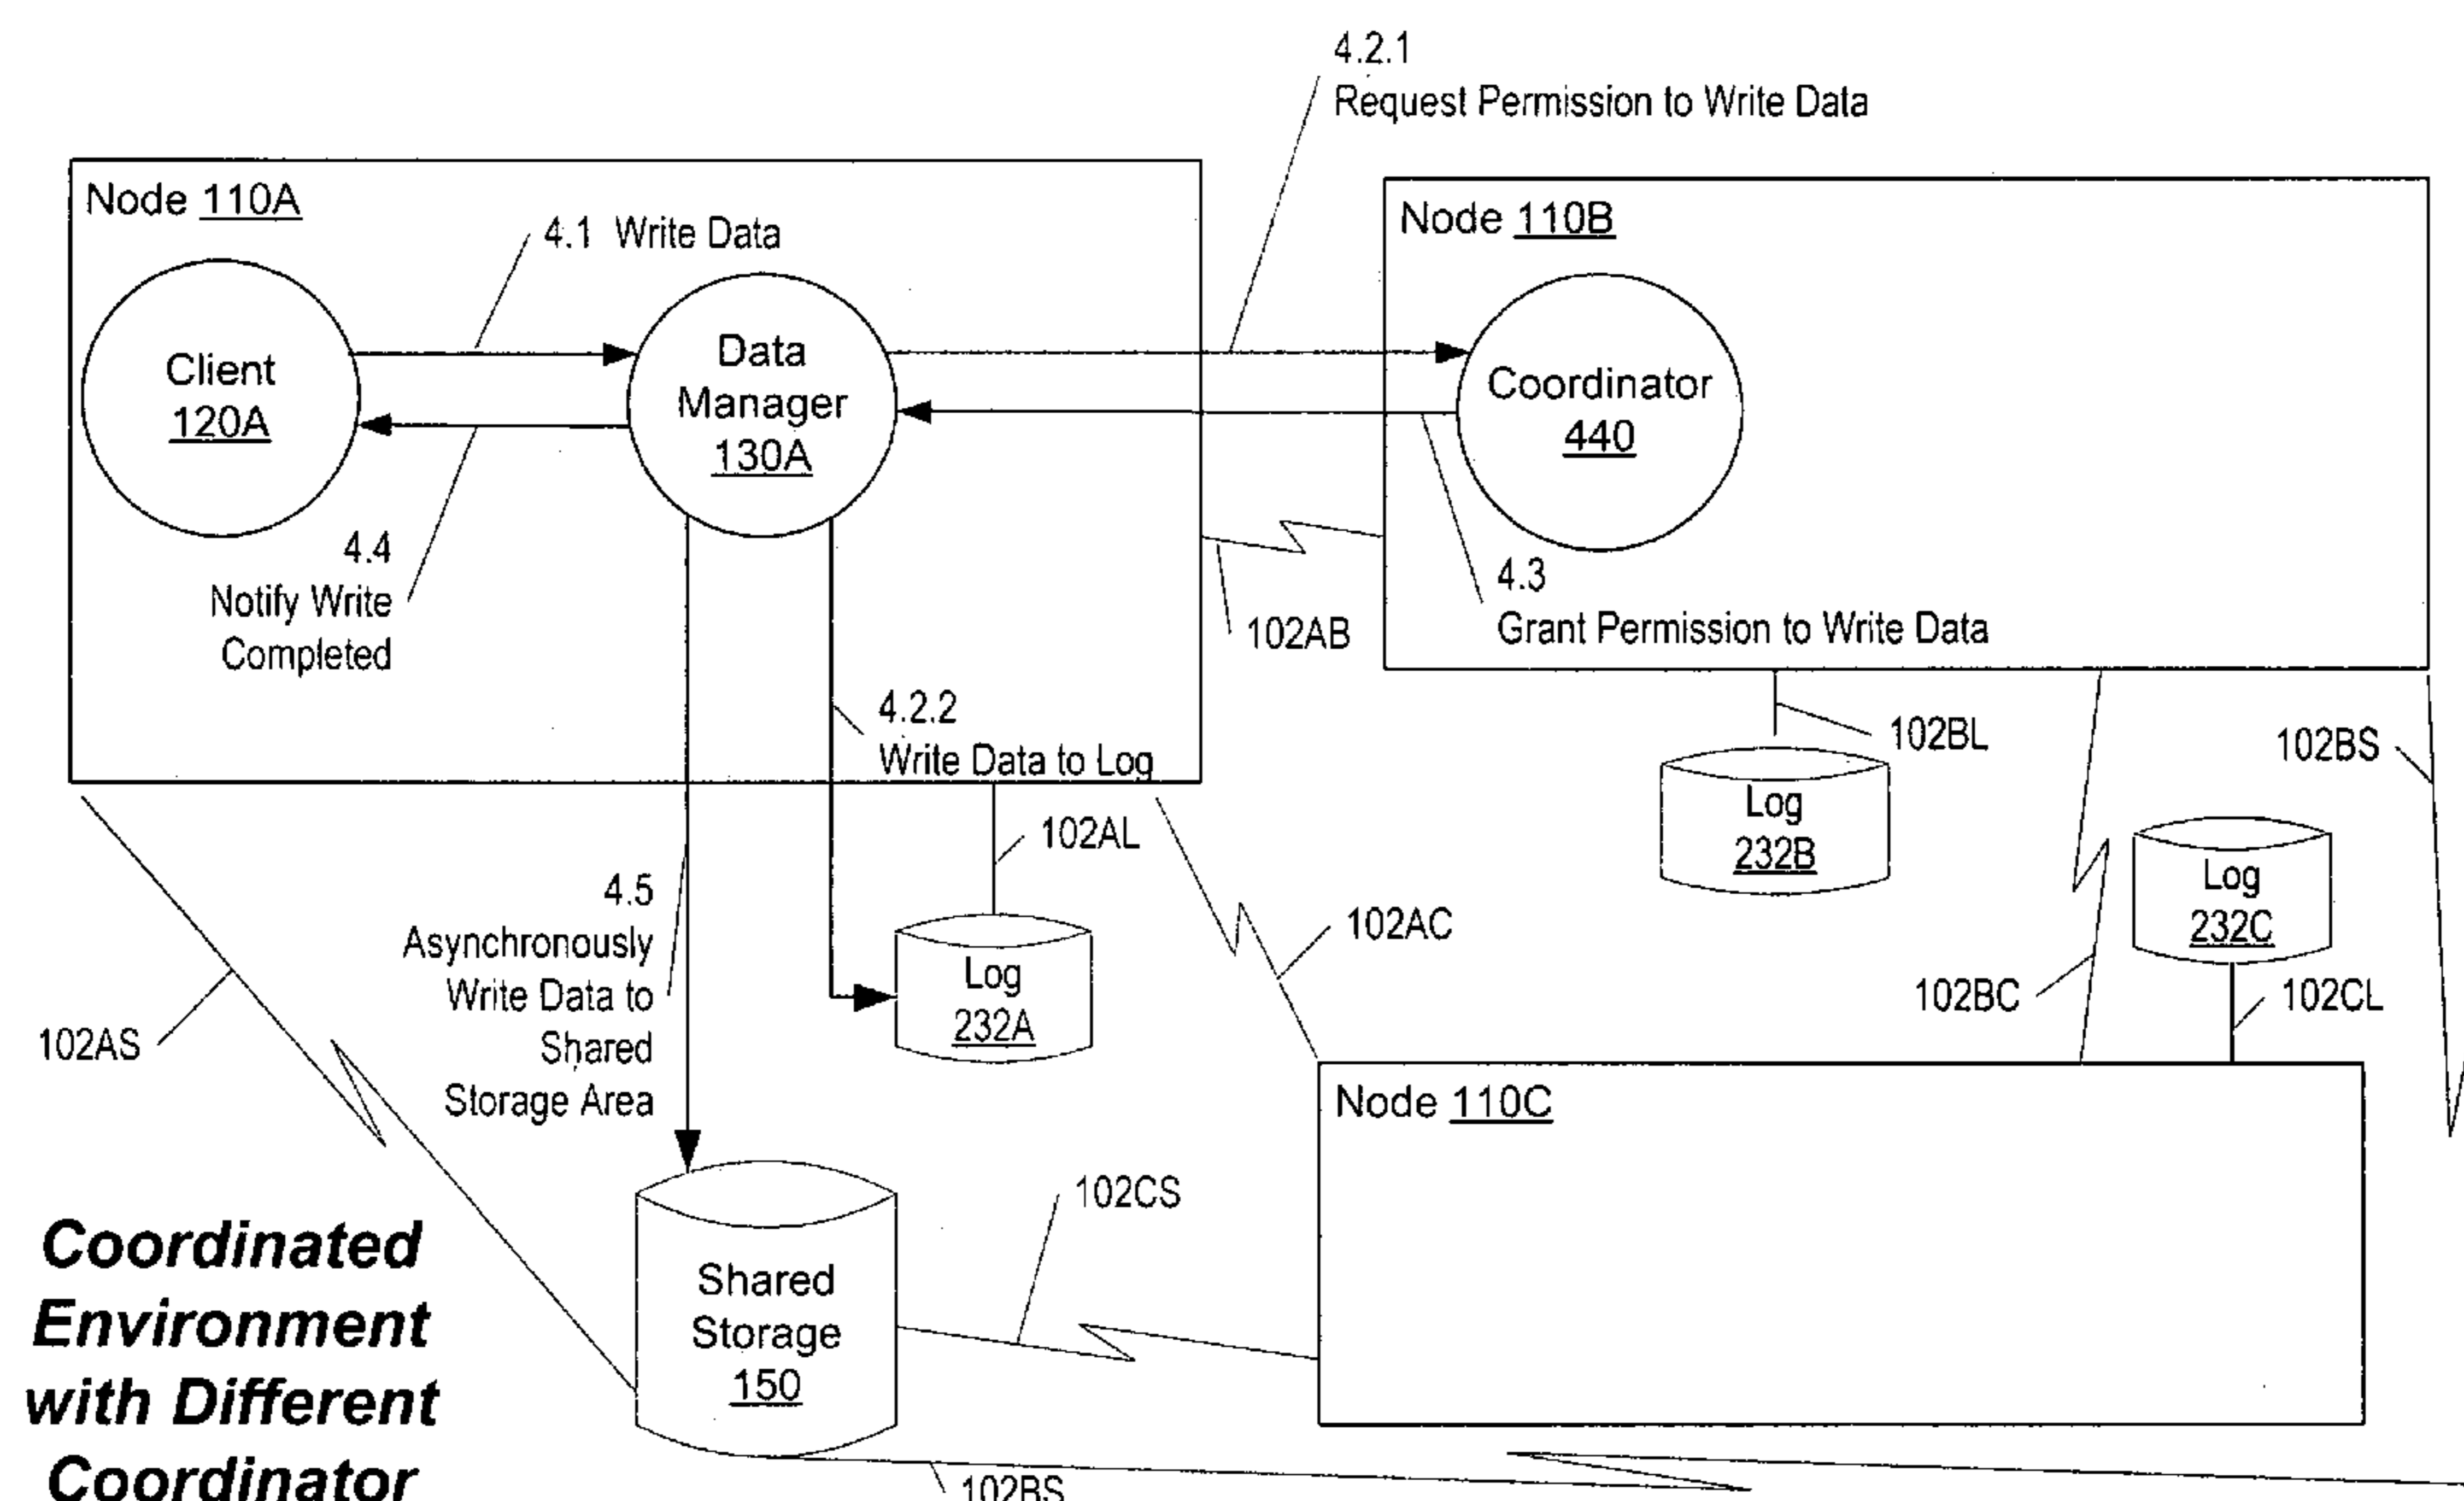 4.2.1
Request Permission to Write Data
Node 110A
4.1 Write Data
Node 110B
Client
120A
Data
Manager
130A
Coordinator
440
4.4
Notify Write
Completed
4.3
Grant Permission to Write Data
102AB
4.2.2
Write Data to Log
102BL
102BS
Log
232B
102AL
Log
232C
4.5
Asynchronously
Write Data to
Shared
Storage Area
102AC
Log
232A
102BC
102CL
102AS
Node 110C
102CS
Shared
Storage
150
Coordinated
Environment
with Different
Coordinator
102BS